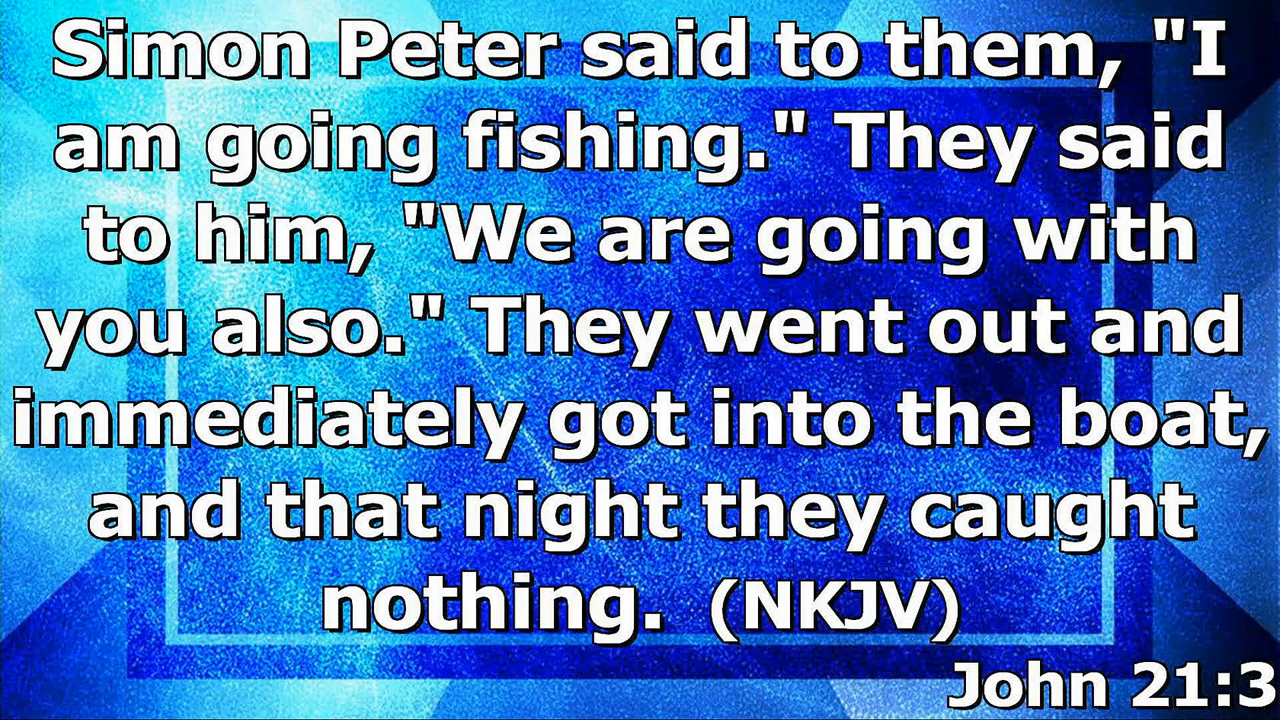 Simon Peter said to them, "I
am going fishing." They said
to him, "We are going with
you also." They went out and
immediately got into the boat,
and that night they caught
nothing. (NKJV)
John 21:3